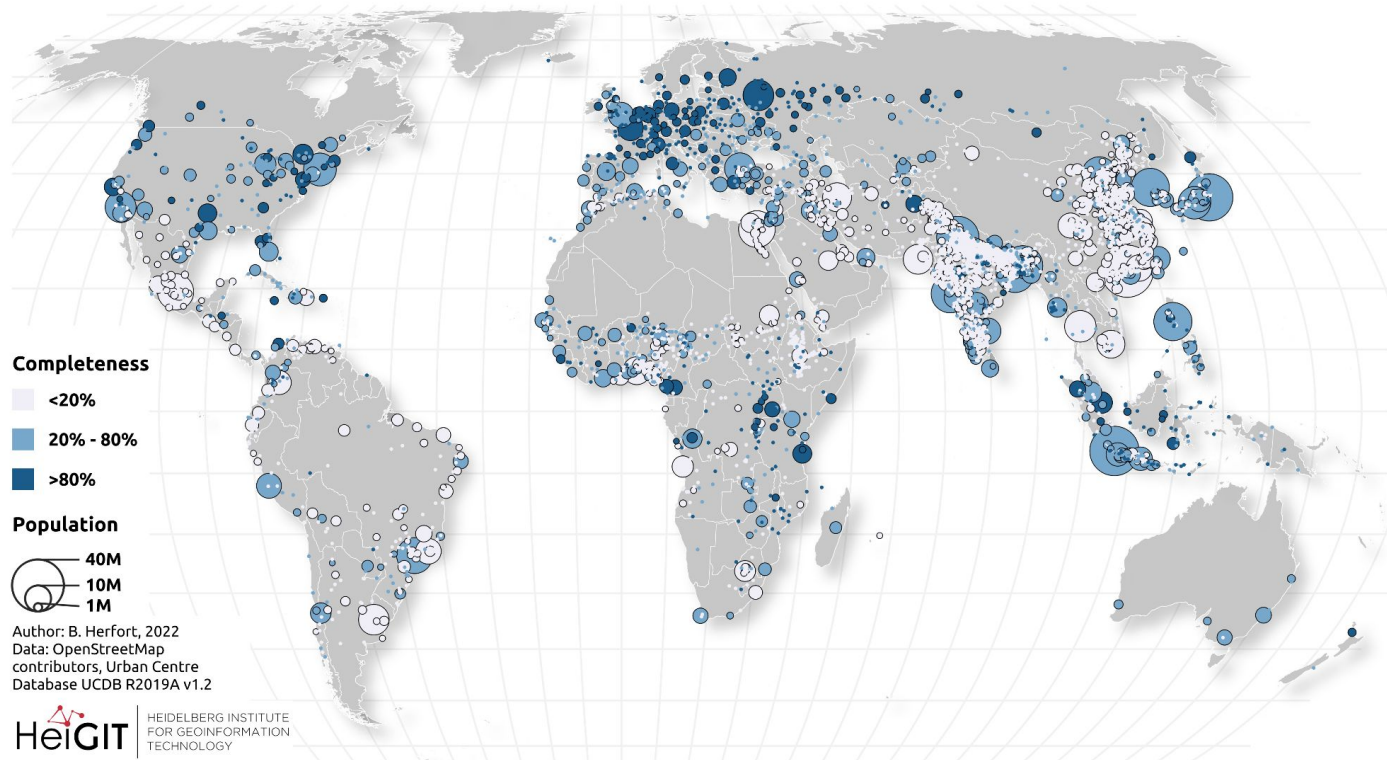 Completeness
<20%
20% - 80%
>80%
Population
40M
10M
1M
Author: B. Herfort, 2022
Data: OpenStreetMap
contributors, Urban Centre
Database UCDB R2019A v1.2
HeiGIT
HEIDELBERG INSTITUTE
FOR GEOINFORMATION
TECHNOLOGY